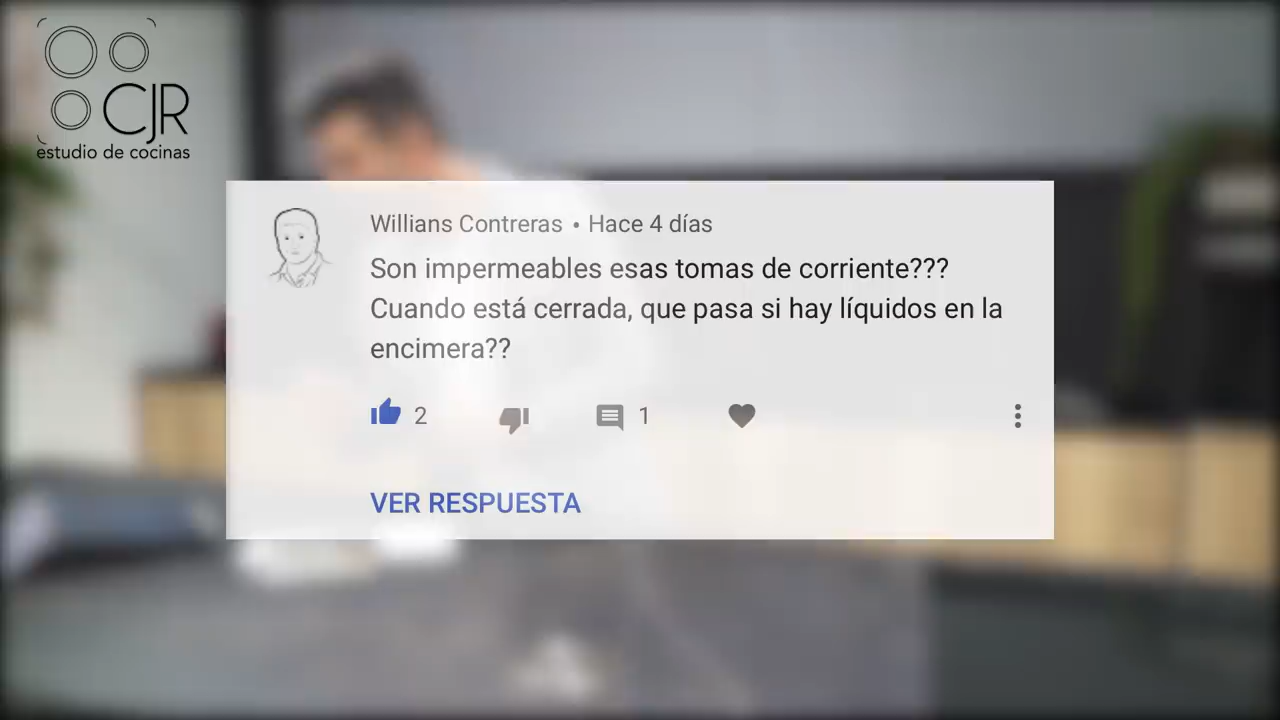 CJR
estudio de cocinas
Willians Contreras • Hace 4 días
Son impermeables esas tomas de corriente???
Cuando está cerrada, que pasa si hay líquidos en la
encimera??
2
1
VER RESPUESTA